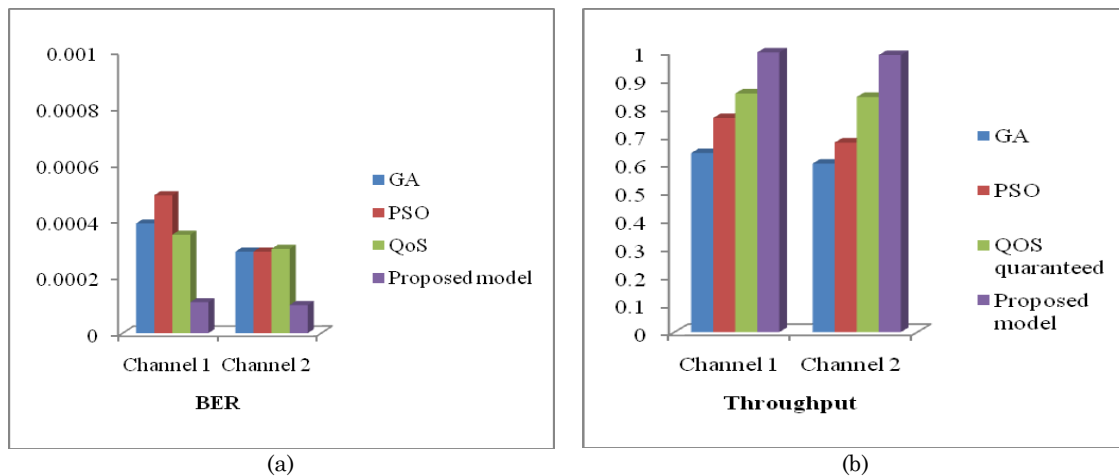 0.001
0.0008
0.0006
0.0004
0.0002
0
Channel 1 Channel 2
BER
GA
PSO
QoS
Proposed model
(a)
1
0.9
0.8
0.7
0.6
0.5
0.4
0.3
0.2
0.1
0
Channel 1 Channel 2
Throughput
GA
PSO
QOS
quaranteed
Proposed
model
(b)